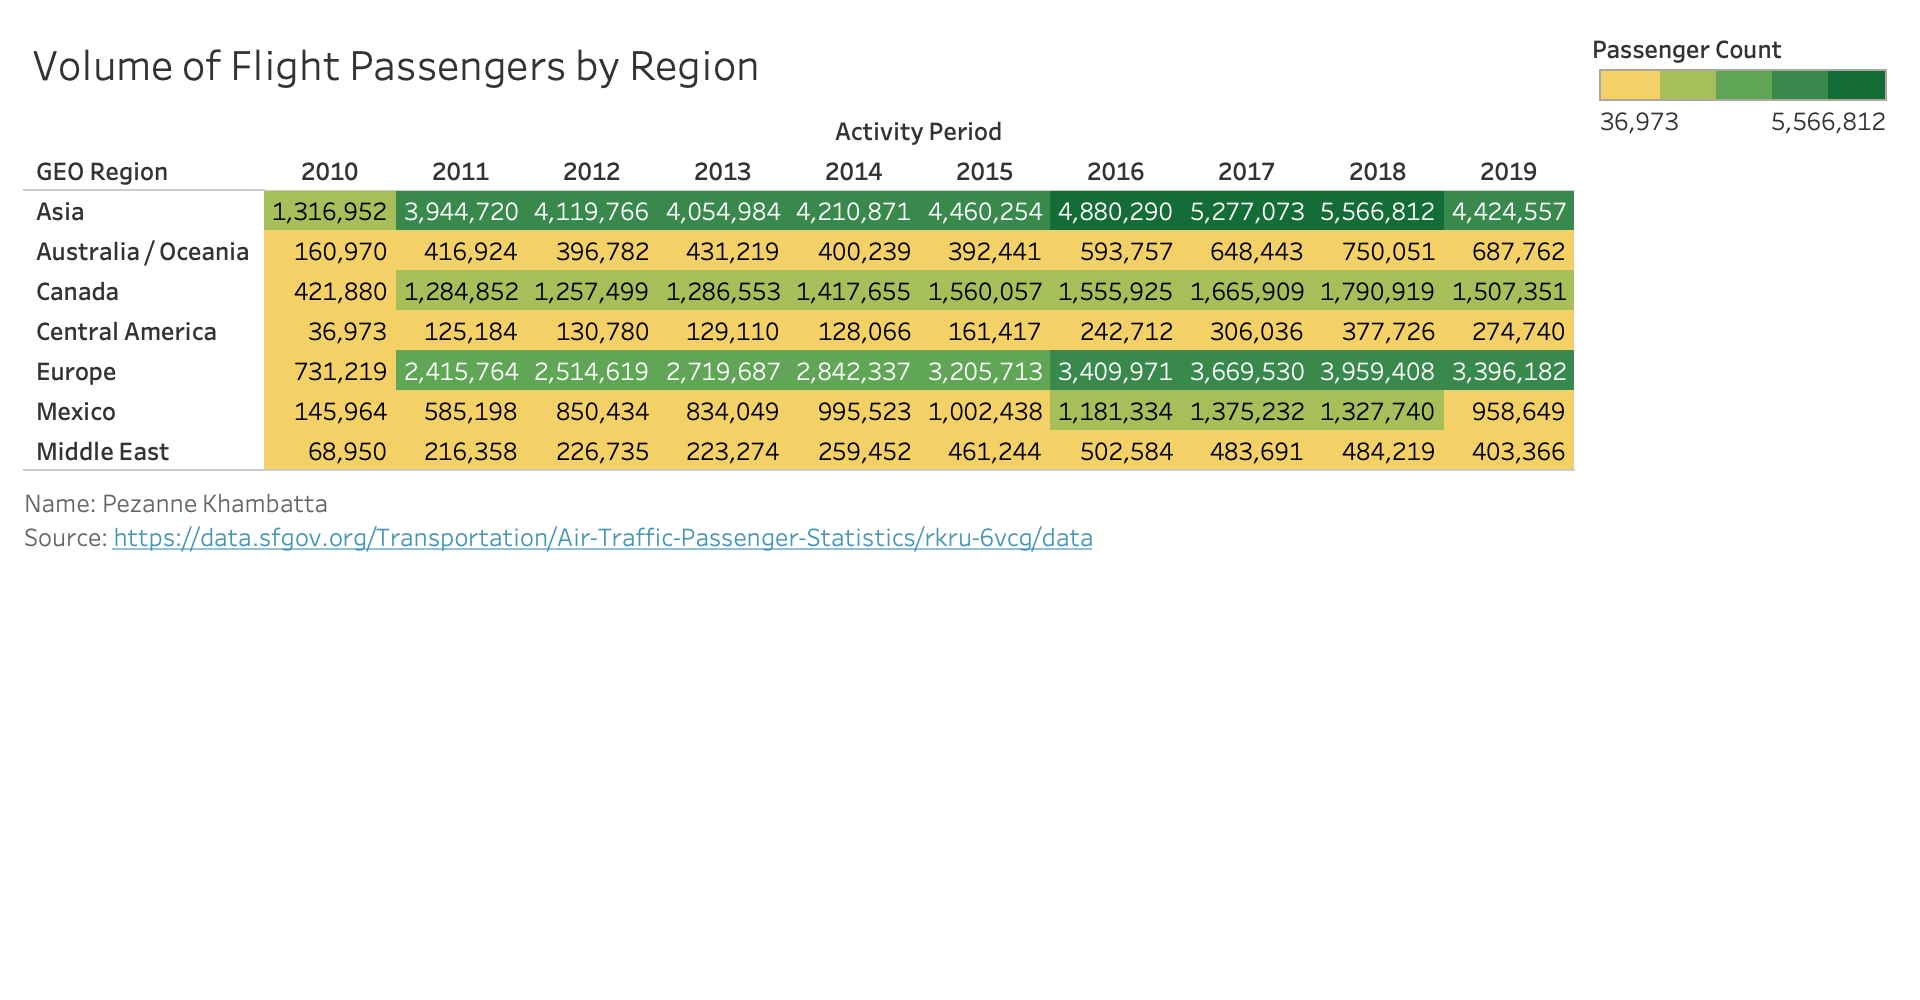 Volume of Flight Passengers by Region
Passenger Count
36,973 5,566,812
Activity Period
GEO Region 2010 2011 2012 2013 2014 2015 2016 2017 2018 2019
Asia 1,316,952 3,944,720 4,119,766 4,054,984 4,210,871 4,460,254 4,880,290 5,277,073 5,566,812 4,424,557
Australia / Oceania 160,970 416,924 396,782 431,219 400,239 392,441 593,757 648,443 750,051 687,762
Canada 421,880 1,284,852 1,257,499 1,286,553 1,417,655 1,560,057 1,555,925 1,665,909 1,790,919 1,507,351
Central America 36,973 125,184 130,780 129,110 128,066 161,417 242,712 306,036 377,726 274,740
Europe 731,219 2,415,764 2,514,619 2,719,687 2,842,337 3,205,713 3,409,971 3,669,530 3,959,408 3,396,182
Mexico 145,964 585,198 850,434 834,049 995,523 1,002,438 1,181,334 1,375,232 1,327,740 958,649
Middle East 68,950 216,358 226,735 223,274 259,452 461,244 502,584 483,691 484,219 403,366
Name: Pezanne Khambatta
Source: https://data.sfgov.org/Transportation/Air-Traffic-Passenger-Statistics/rkru-6vcg/data